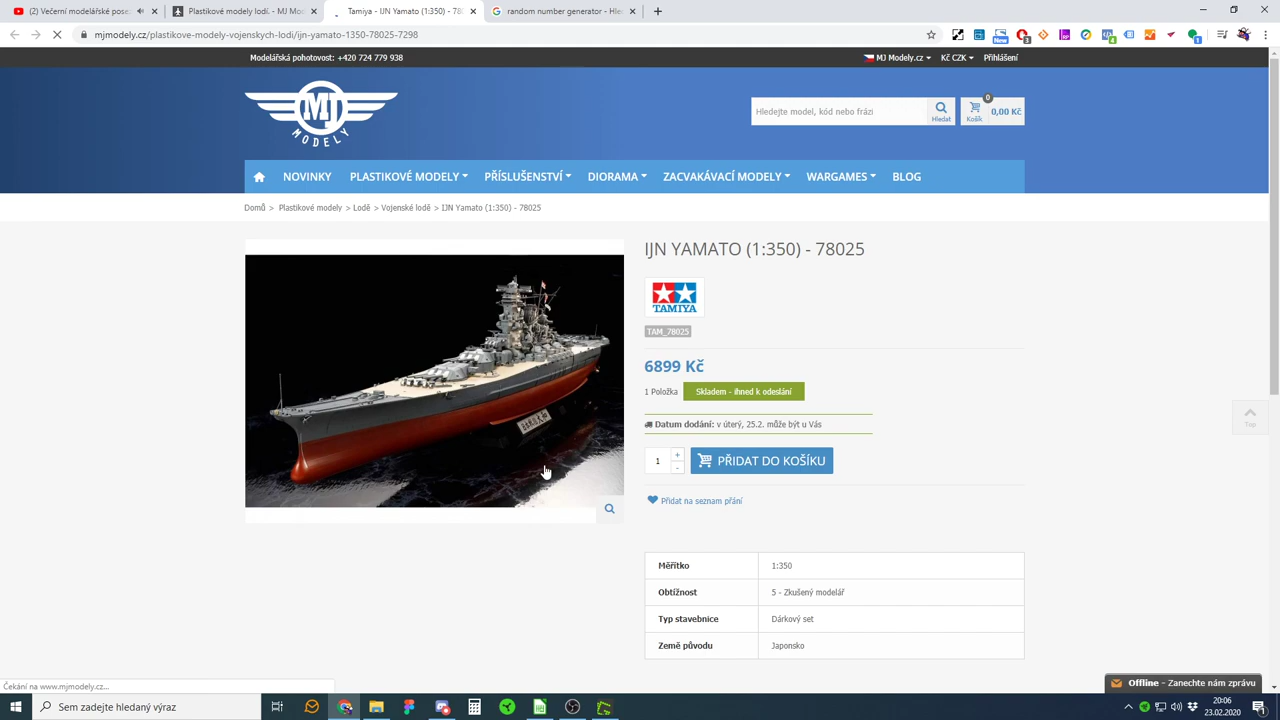 (2) Večerní modelářské pose
Plastikové modely lodí. - MJ M
Tamiya - IJN Yamato (1:350) - 78
random number generator - Hle
mjmodely.cz/plastikove-modely-vojenskych-lodi/ijn-yamato-1350-78025-7298
Modelářská pohotovost: +420 724 779 938
MJ Modely.cz
Kč CZK
Přihlášení
MJ
MODELY
Hledejte model, kód nebo frázi
Hledat
0
Košík
0,00 Kč
NOVINKY PLASTIKOVÉ MODELY PŘÍSLUŠENSTVÍ DIORAMA ZACVAKÁVACÍ MODELY WARGAMES BLOG
Domů > Plastikové modely > Lodě > Vojenské lodě > IJN Yamato (1:350) - 78025
IJN YAMATO (1:350) - 78025
TAMIYA
TAM_78025
6899 Kč
1 Položka Skladem - ihned k odeslání
Datum dodání: v úterý, 25.2. může být u Vás
1 + -
PŘIDAT DO KOŠÍKU
Přidat na seznam přání
Top
Měřítko 1:350
Obtížnost 5 - Zkušený modelář
Typ stavebnice Dárkový set
Země původu Japonsko
Čekání na www.mjmodely.cz...
Offline - Zanechte nám zprávu
Sem zadejte hledaný výraz
20:06
23.02.2020